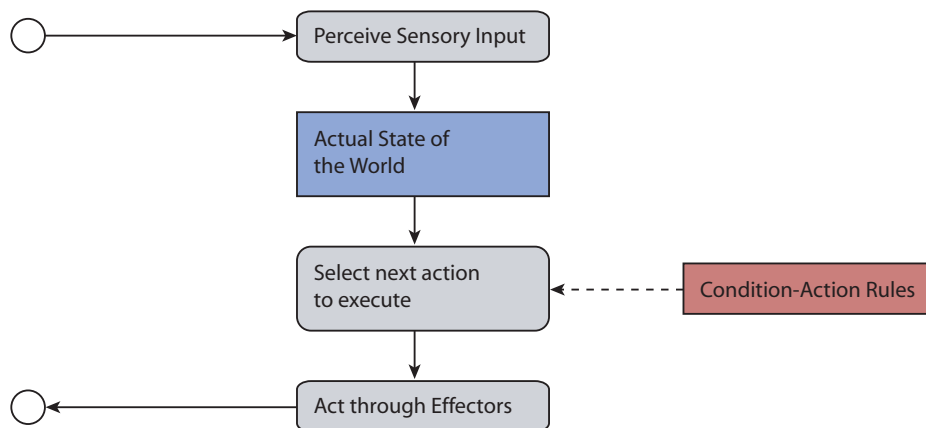 Perceive Sensory Input
Actual State of
the World
Select next action
to execute
Condition-Action Rules
Act through Effectors